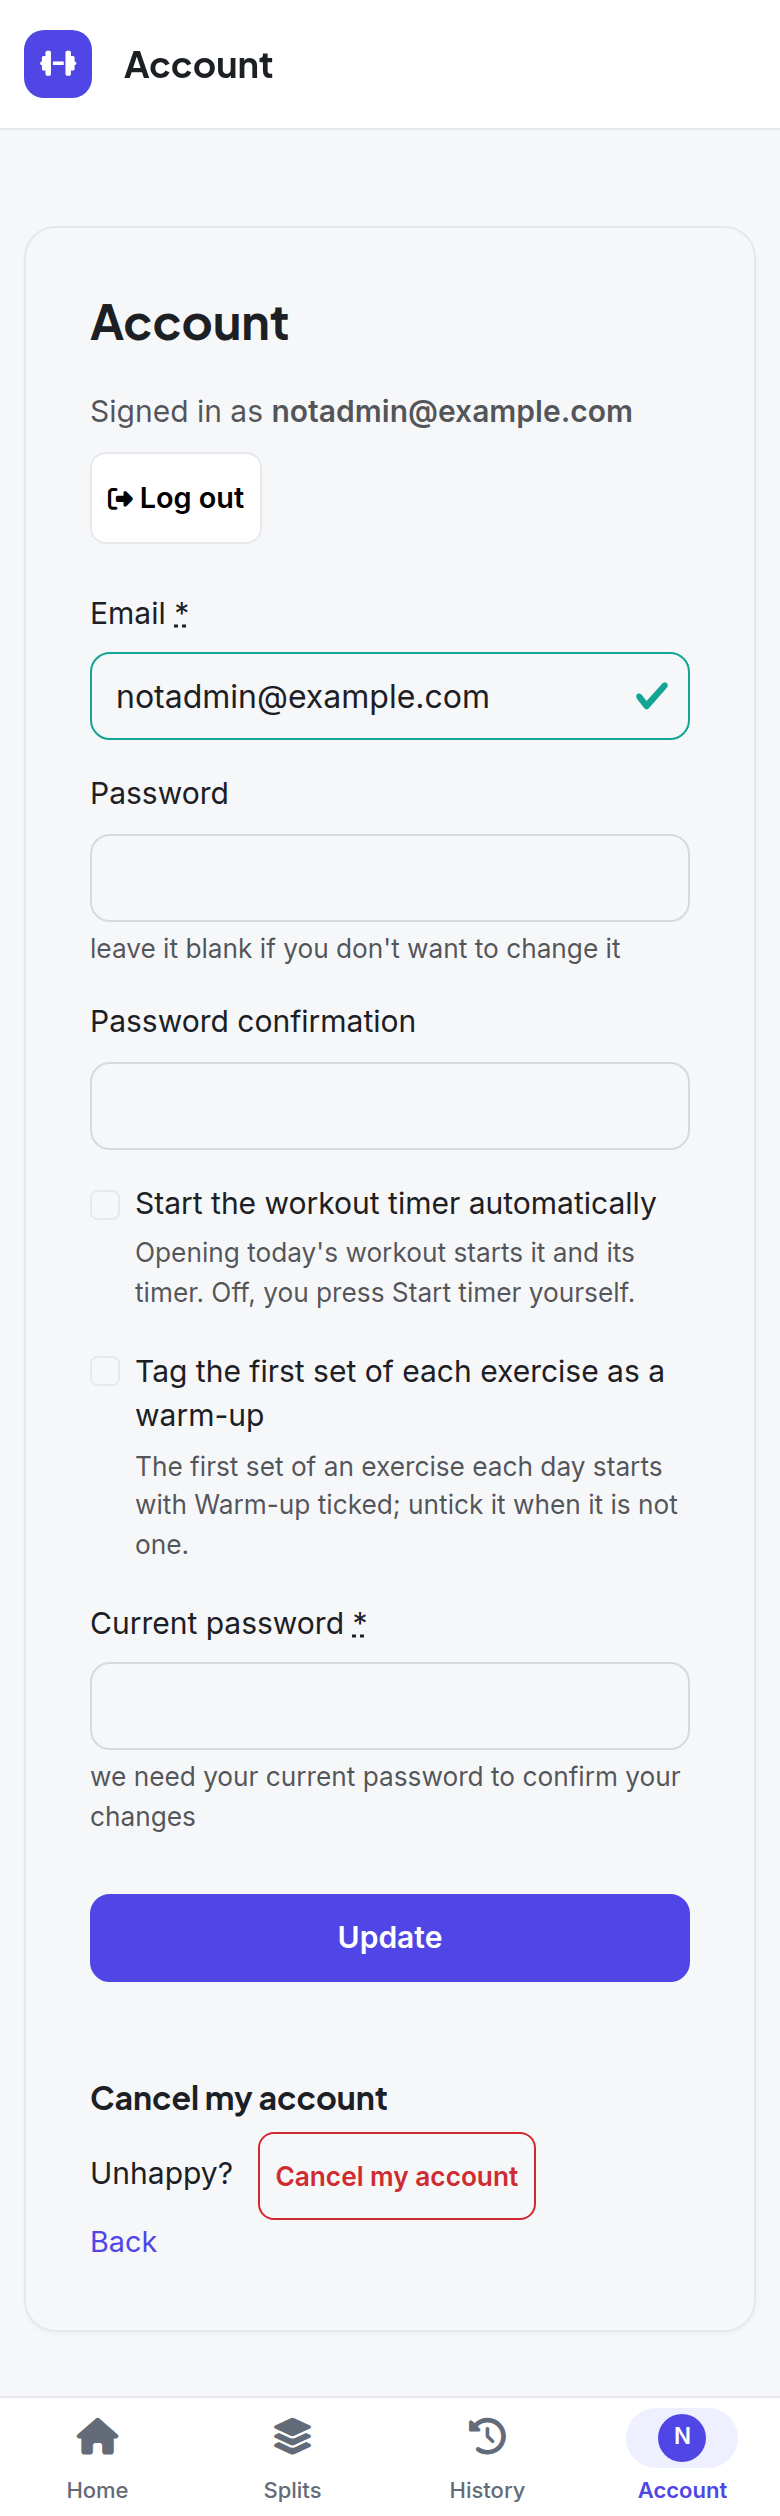 Account
Account
Signed in as notadmin@example.com
Log out
Email *
notadmin@example.com
Password
leave it blank if you don't want to change it
Password confirmation
Start the workout timer automatically
Opening today's workout starts it and its
timer. Off, you press Start timer yourself.
Tag the first set of each exercise as a
warm-up
The first set of an exercise each day starts
with Warm-up ticked; untick it when it is not
one.
Current password *
we need your current password to confirm your
changes
Update
Cancel my account
Unhappy? Cancel my account
Back
N
Home Splits History Account